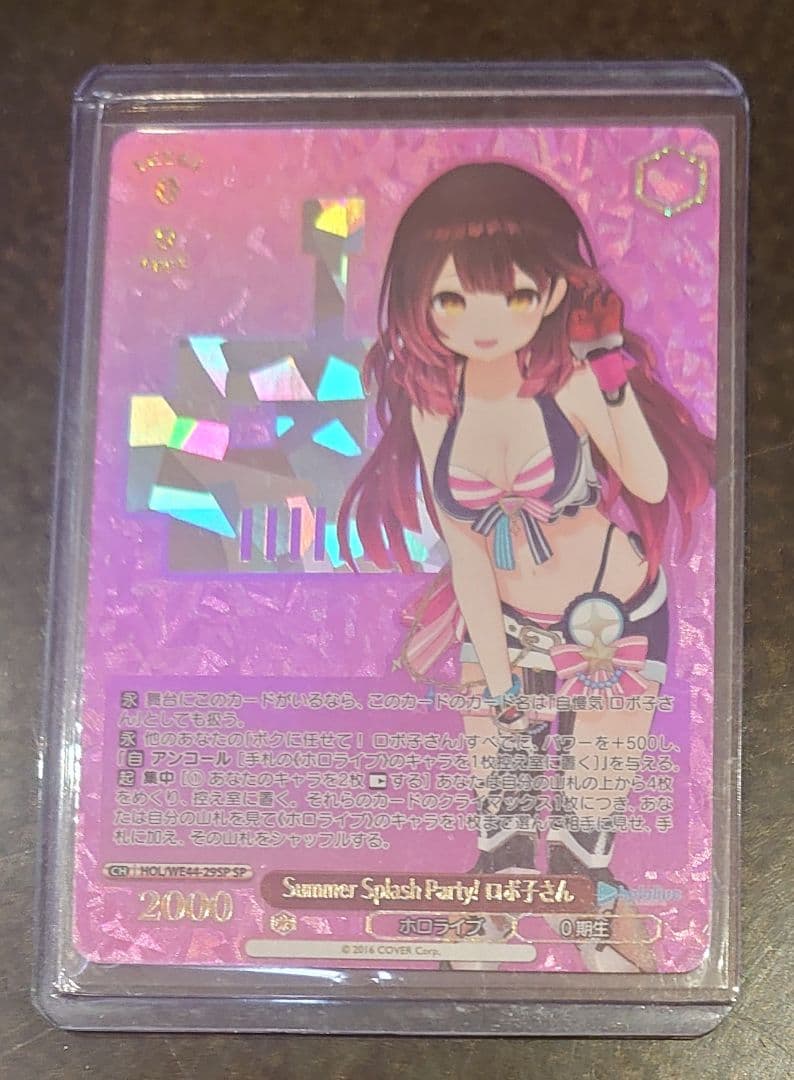 0
0
永 舞台にこのカードがいるなら、このカードのカード名は「自慢気 ロボ子さ
ん」としても扱う。
永 他のあなたの「ボクに任せて！ ロボ子さん」すべてに、パワーを＋500し、
『自 アンコール ［手札の《ホロライブ》のキャラを1枚控え室に置く］』を与える。
起 集中 ［① あなたのキャラを2枚する］ あなたは自分の山札の上から4枚
をめくり、控え室に置く。それらのカードのクライマックス1枚につき、あな
たは自分の山札を見て《ホロライブ》のキャラを1枚まで選んで相手に見せ、手
札に加え、その山札をシャッフルする。
CH HOL/WE44-29SP SP
Summer Splash Party! ロボ子さん
hololive
2000
ホロライブ 0期生
© 2016 COVER Corp.